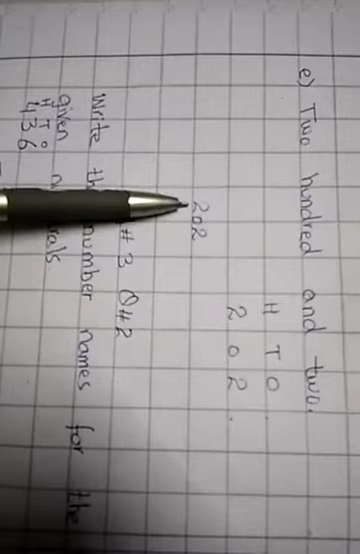 e) Two hundred and two.
H T O
2 0 2.
202
# 3 Q# 2
Write the number names for the
given numerals
H T O
4 3 6